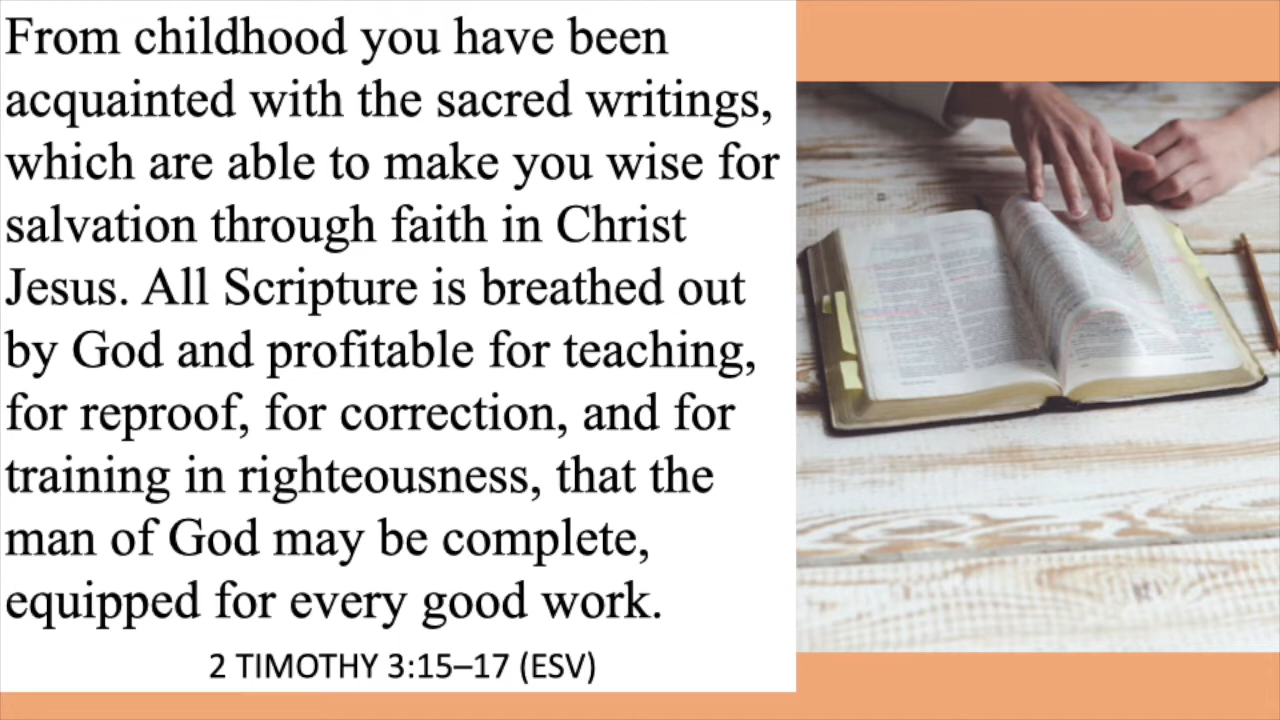 From childhood you have been
acquainted with the sacred writings,
which are able to make you wise for
salvation through faith in Christ
Jesus. All Scripture is breathed out
by God and profitable for teaching,
for reproof, for correction, and for
training in righteousness, that the
man of God may be complete,
equipped for every good work.
2 TIMOTHY 3:15–17 (ESV)